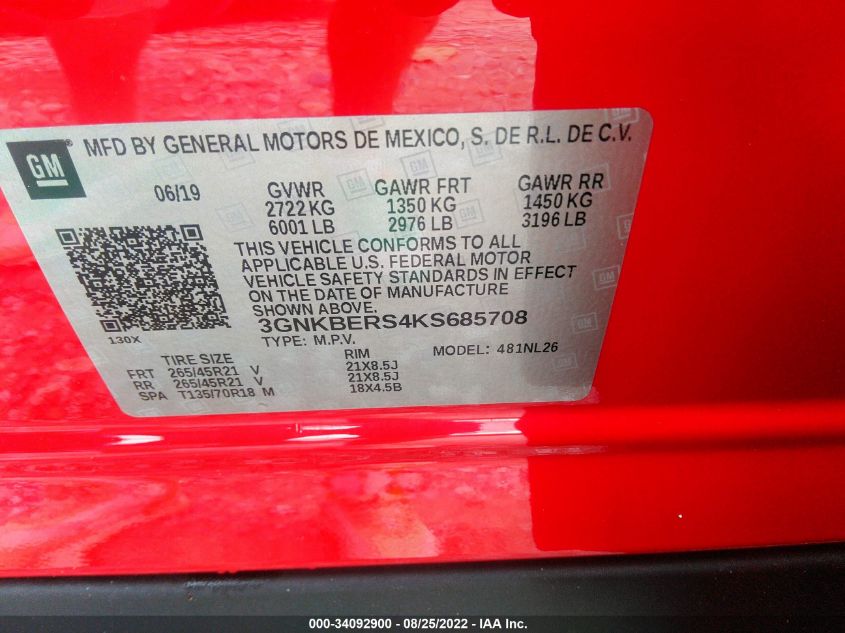 GM
MFD BY GENERAL MOTORS DE MEXICO, S. DE R.L. DE C.V.
06/19 GVWR GAWR FRT GAWR RR
2722 KG 1350 KG 1450 KG
6001 LB 2976 LB 3196 LB
THIS VEHICLE CONFORMS TO ALL
APPLICABLE U.S. FEDERAL MOTOR
VEHICLE SAFETY STANDARDS IN EFFECT
ON THE DATE OF MANUFACTURE
SHOWN ABOVE.
3GNKBERS4KS685708
130X TYPE: M.P.V. MODEL: 481NL26
TIRE SIZE RIM
FRT 265/45R21 V 21X8.5J
RR 265/45R21 V 21X8.5J
SPA T135/70R18 M 18X4.5B
000-34092900 - 08/25/2022 - IAA Inc.